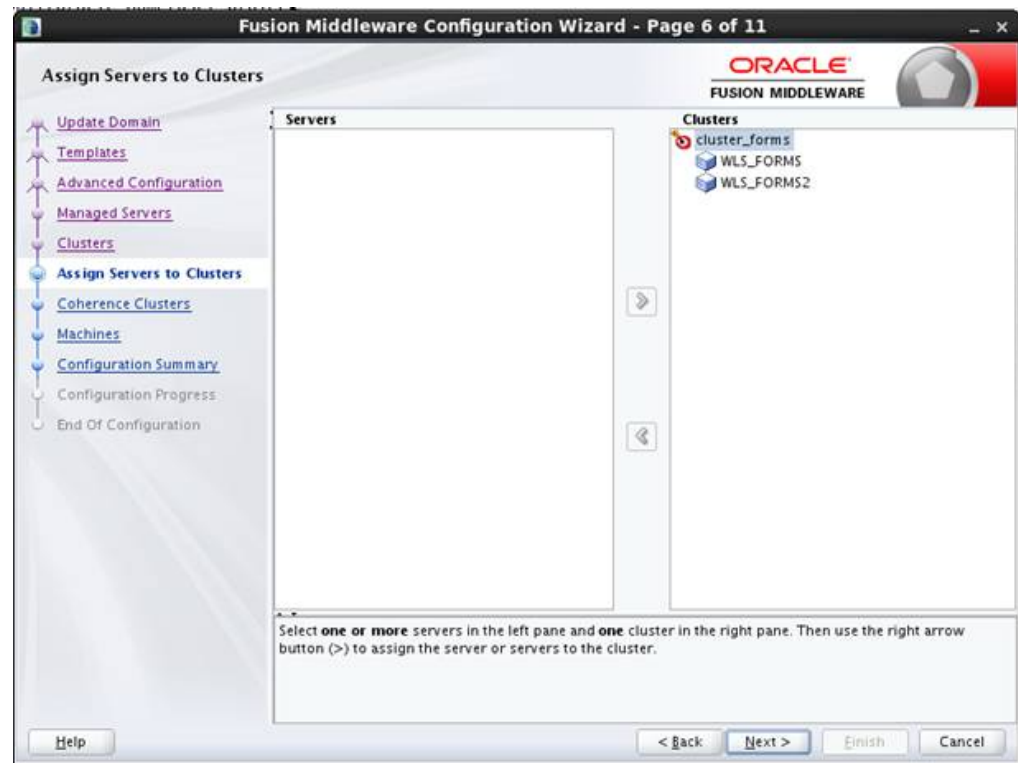 Fusion Middleware Configuration Wizard - Page 6 of 11
Assign Servers to Clusters
ORACLE
FUSION MIDDLEWARE
Update Domain
Templates
Advanced Configuration
Managed Servers
Clusters
Assign Servers to Clusters
Coherence Clusters
Machines
Configuration Summary
Configuration Progress
End Of Configuration
Servers
Clusters
cluster_forms
WLS_FORMS
WLS_FORMS2
Select one or more servers in the left pane and one cluster in the right pane. Then use the right arrow
button (>) to assign the server or servers to the cluster.
Help
< Back
Next >
Finish
Cancel